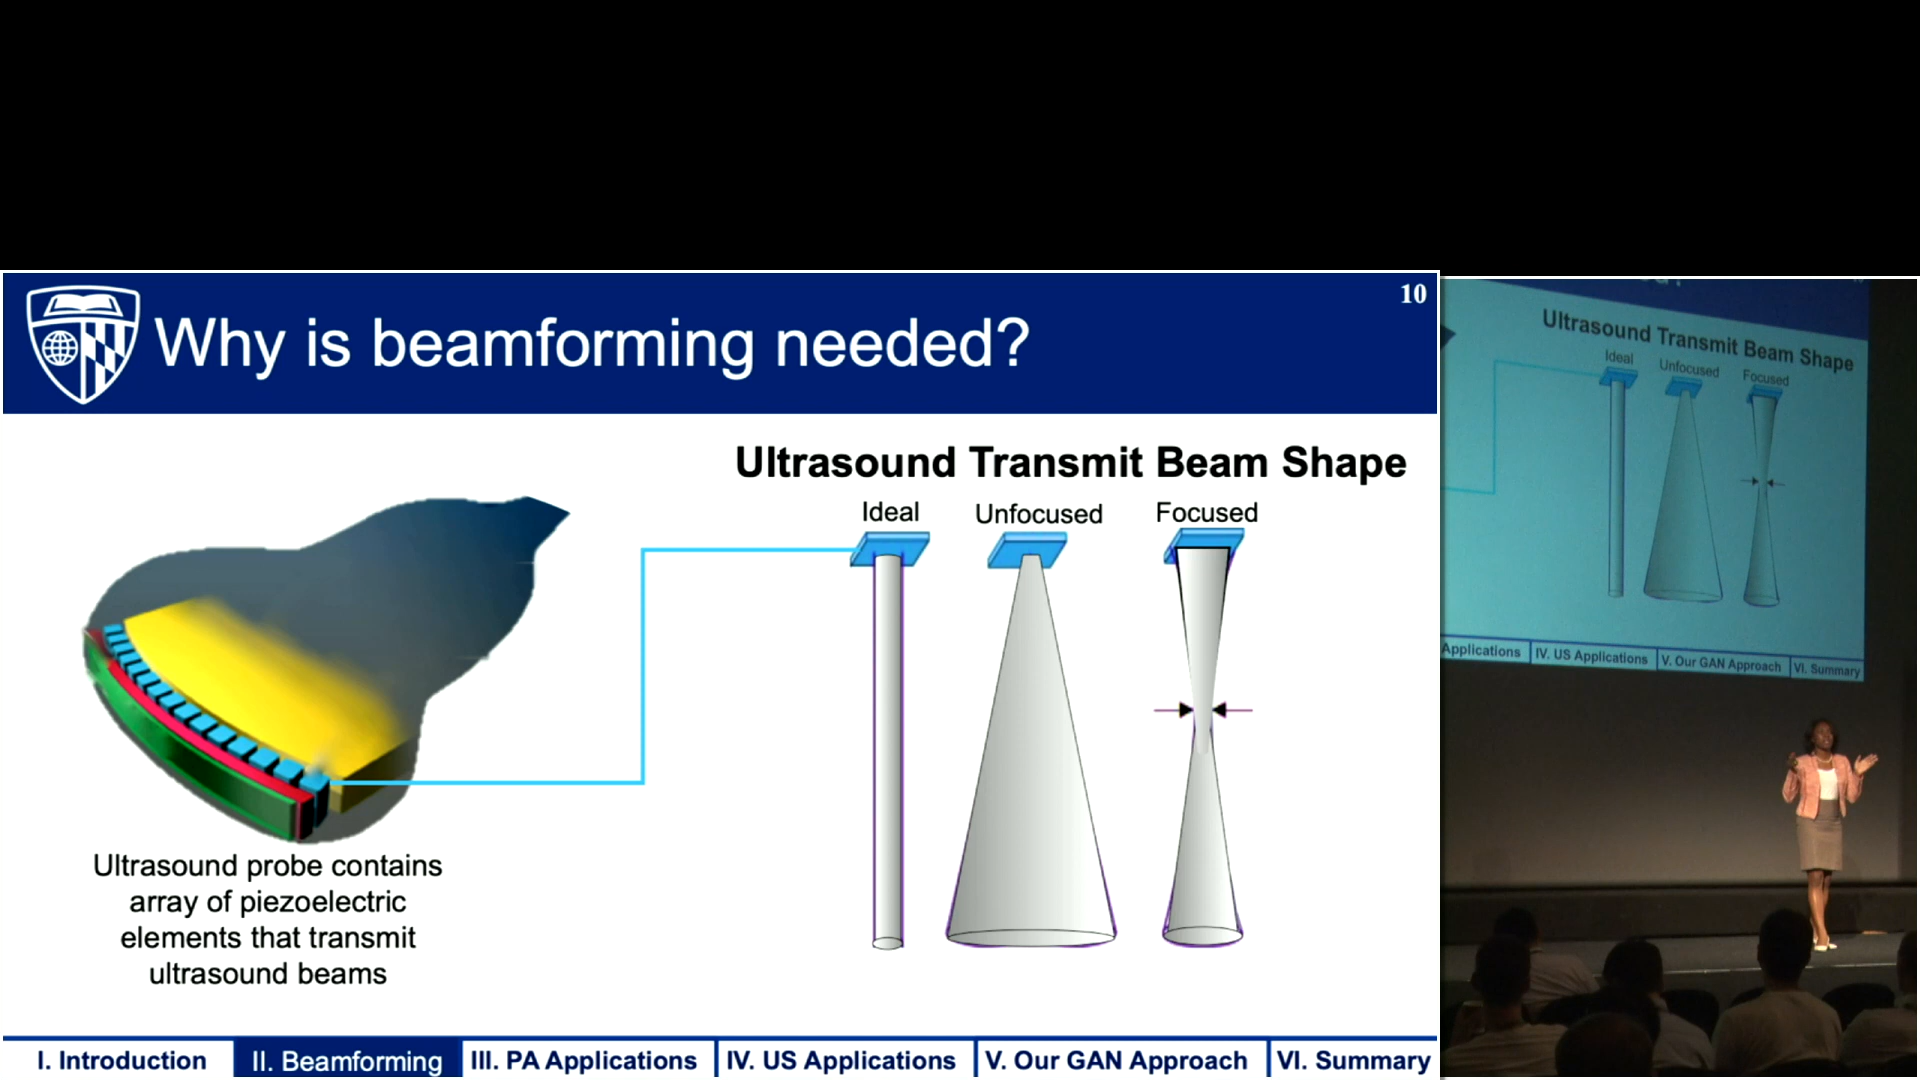 10
Why is beamforming needed?
Ultrasound Transmit Beam Shape
Ideal
Unfocused
Focused
Ultrasound probe contains
array of piezoelectric
elements that transmit
ultrasound beams
I. Introduction
II. Beamforming
III. PA Applications
IV. US Applications
V. Our GAN Approach
VI. Summary
Ultrasound Transmit Beam Shape
Ideal
Unfocused
Focused
Applications
IV. US Applications
V. Our GAN Approach
VI. Summary